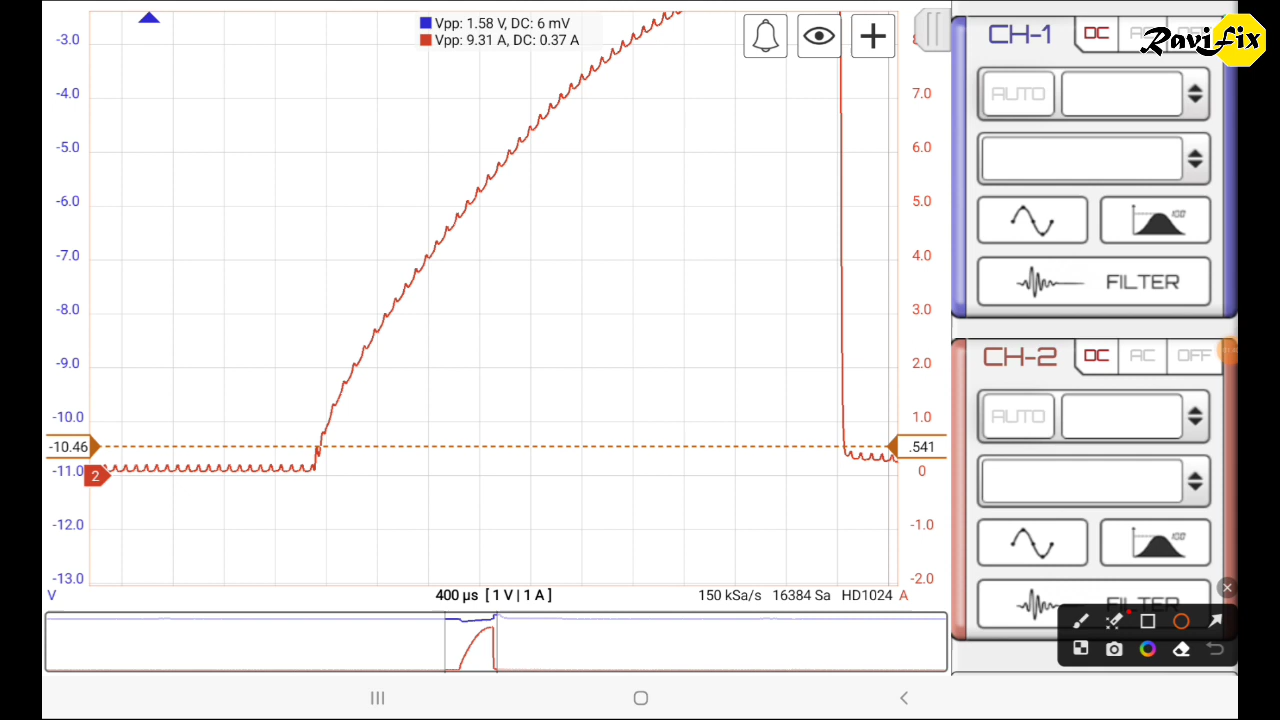 Vpp: 1.58 V, DC: 6 mV
Vpp: 9.31 A, DC: 0.37 A
-3.0
-4.0
-5.0
-6.0
-7.0
-8.0
-9.0
-10.0
-10.46
-11.0
-12.0
-13.0
2
7.0
6.0
5.0
4.0
3.0
2.0
1.0
.541
0
-1.0
-2.0
V
400 µs [ 1 V | 1 A ]
150 kSa/s 16384 Sa HD1024 A
RaviFix
CH-1 DC
AUTO
FILTER
CH-2 DC AC OFF
AUTO
FILTER